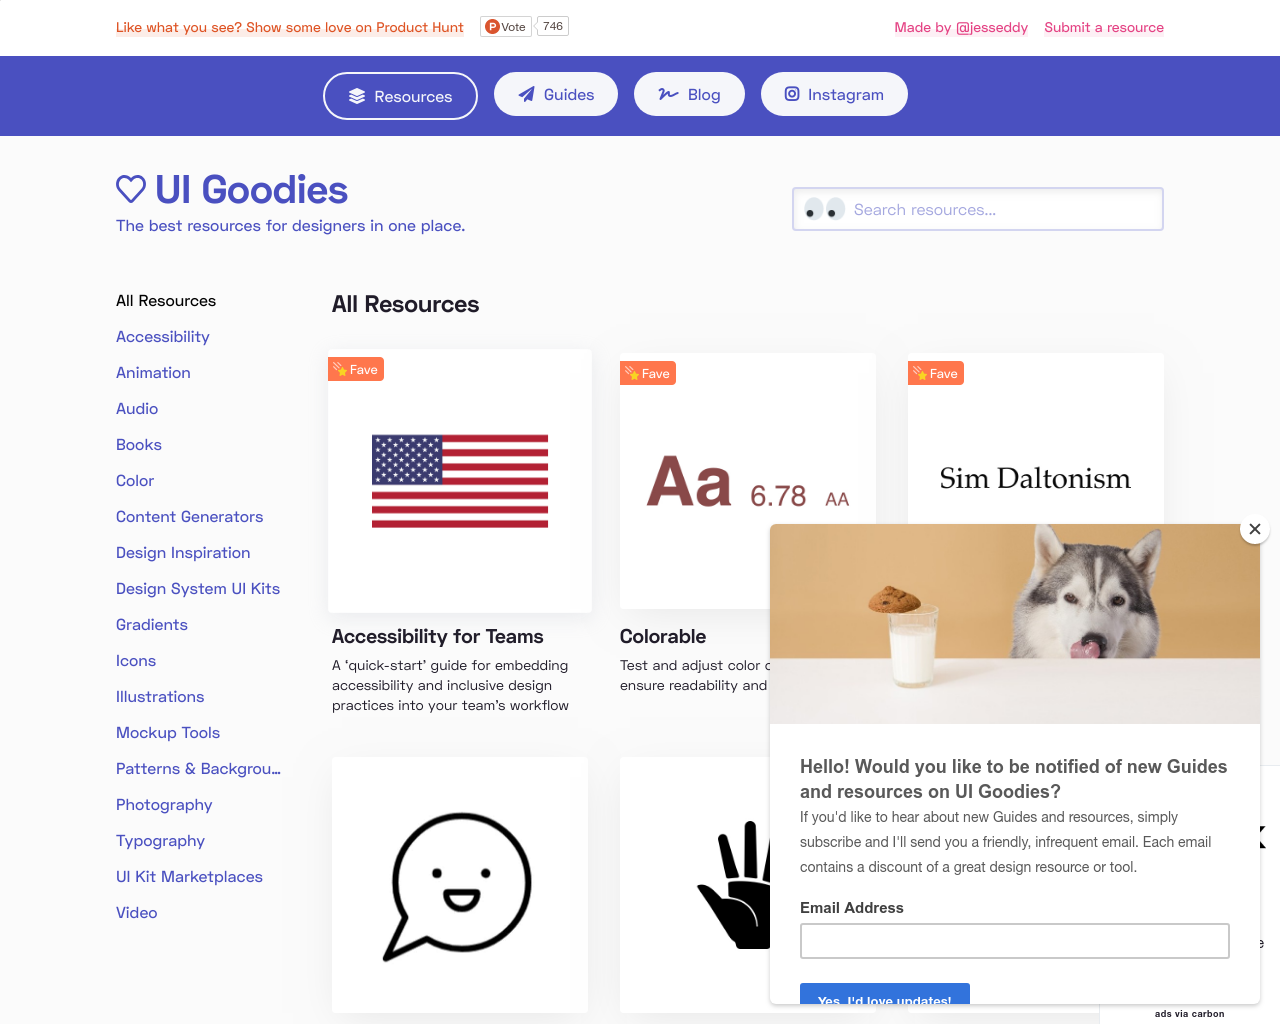 Like what you see? Show some love on Product Hunt
P Vote
746
Made by @jesseddy
Submit a resource
Resources
Guides
Blog
Instagram
UI Goodies
The best resources for designers in one place.
Search resources...
All Resources
Accessibility
Animation
Audio
Books
Color
Content Generators
Design Inspiration
Design System UI Kits
Gradients
Icons
Illustrations
Mockup Tools
Patterns & Backgrou...
Photography
Typography
UI Kit Marketplaces
Video
All Resources
Fave
Fave
Fave
Aa 6.78 AA
Sim Daltonism
Accessibility for Teams
A ‘quick-start’ guide for embedding
accessibility and inclusive design
practices into your team's workflow
Colorable
Test and adjust color
ensure readability and
Hello! Would you like to be notified of new Guides
and resources on UI Goodies?
If you'd like to hear about new Guides and resources, simply
subscribe and I'll send you a friendly, infrequent email. Each email
contains a discount of a great design resource or tool.
Email Address
Yes, I'd love updates!
ads via carbon